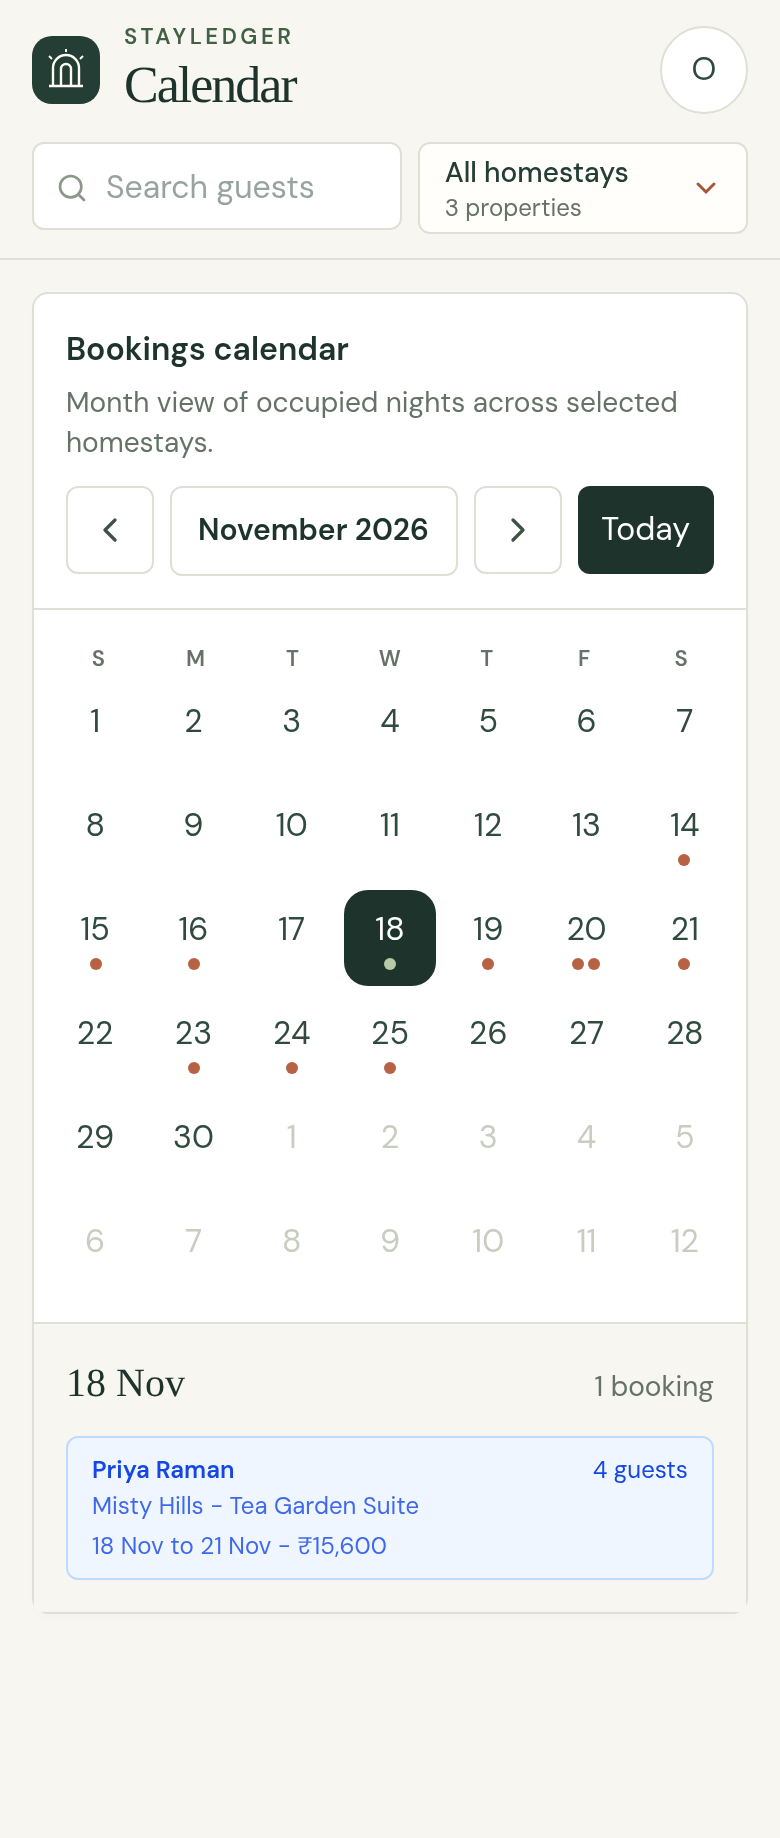 STAYLEDGER
Calendar
O
Search guests
All homestays
3 properties
Bookings calendar
Month view of occupied nights across selected
homestays.
November 2026
Today
S M T W T F S
1 2 3 4 5 6 7
8 9 10 11 12 13 14
15 16 17 18 19 20 21
22 23 24 25 26 27 28
29 30 1 2 3 4 5
6 7 8 9 10 11 12
18 Nov
1 booking
Priya Raman
4 guests
Misty Hills - Tea Garden Suite
18 Nov to 21 Nov - ₹15,600